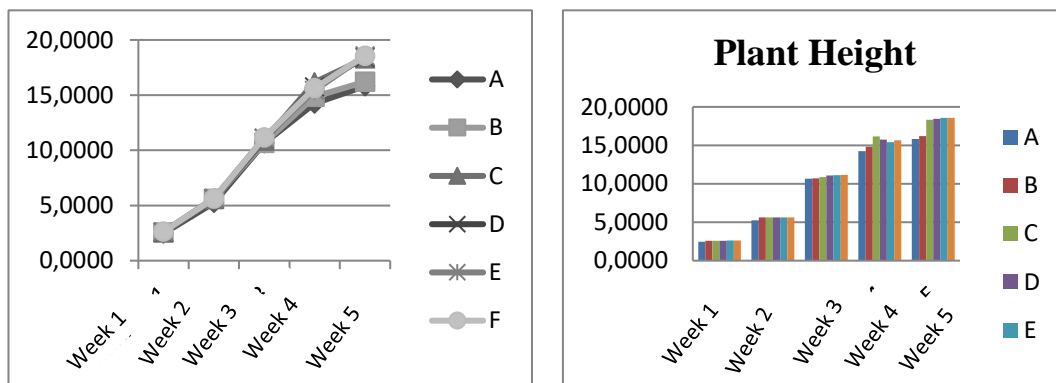 20,0000
15,0000
10,0000
5,0000
0,0000
Week 1
Week 2
Week 3
Week 4
Week 5
A
B
C
D
E
F
Plant Height
20,0000
15,0000
10,0000
5,0000
0,0000
Week 1
Week 2
Week 3
Week 4
Week 5
A
B
C
D
E